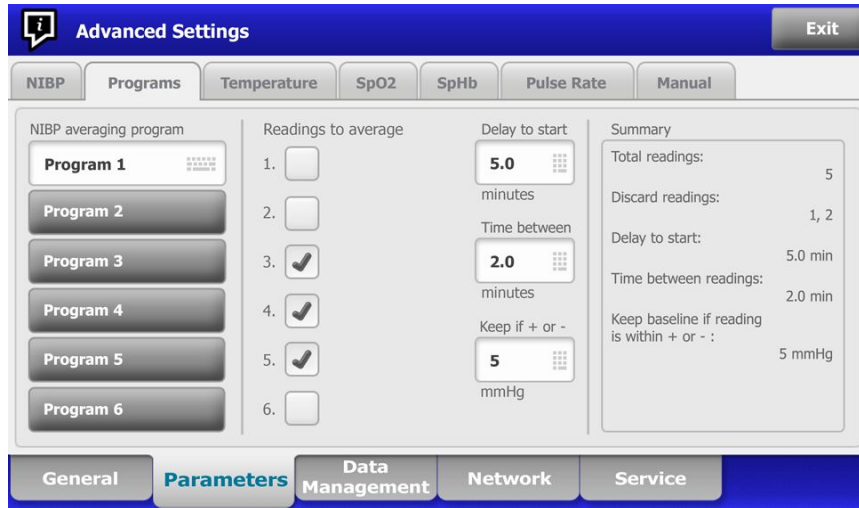 i
Advanced Settings
Exit
NIBP
Programs
Temperature
SpO2
SpHb
Pulse Rate
Manual
NIBP averaging program
Program 1
Program 2
Program 3
Program 4
Program 5
Program 6
Readings to average
1.
2.
3.
4.
5.
6.
Delay to start
5.0
minutes
Time between
2.0
minutes
Keep if + or -
5
mmHg
Summary
Total readings:
5
Discard readings:
1, 2
Delay to start:
5.0 min
Time between readings:
2.0 min
Keep baseline if reading
is within + or - :
5 mmHg
General
Parameters
Data
Management
Network
Service